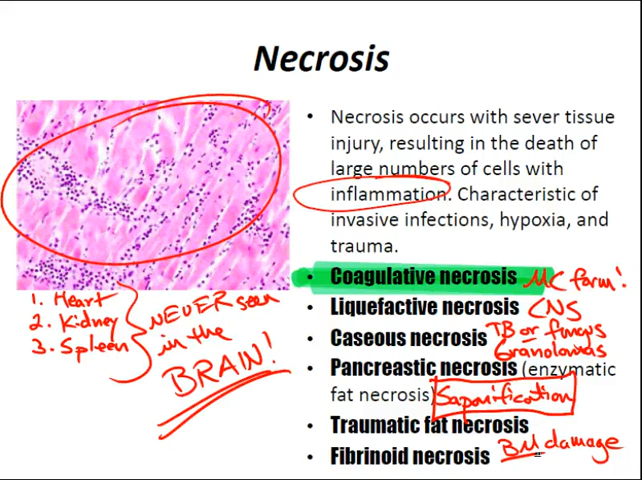 Necrosis
• Necrosis occurs with sever tissue
injury, resulting in the death of
large numbers of cells with
inflammation. Characteristic of
invasive infections, hypoxia, and
trauma.
• Coagulative necrosis MC form!
• Liquefactive necrosis CNS
• Caseous necrosis TB or fungus
Granolomas
• Pancreastic necrosis (enzymatic
fat necrosis) Saponification
• Traumatic fat necrosis
• Fibrinoid necrosis BM damage
1. Heart
2. Kidney
3. Spleen
NEVER seen
in the
BRAIN!